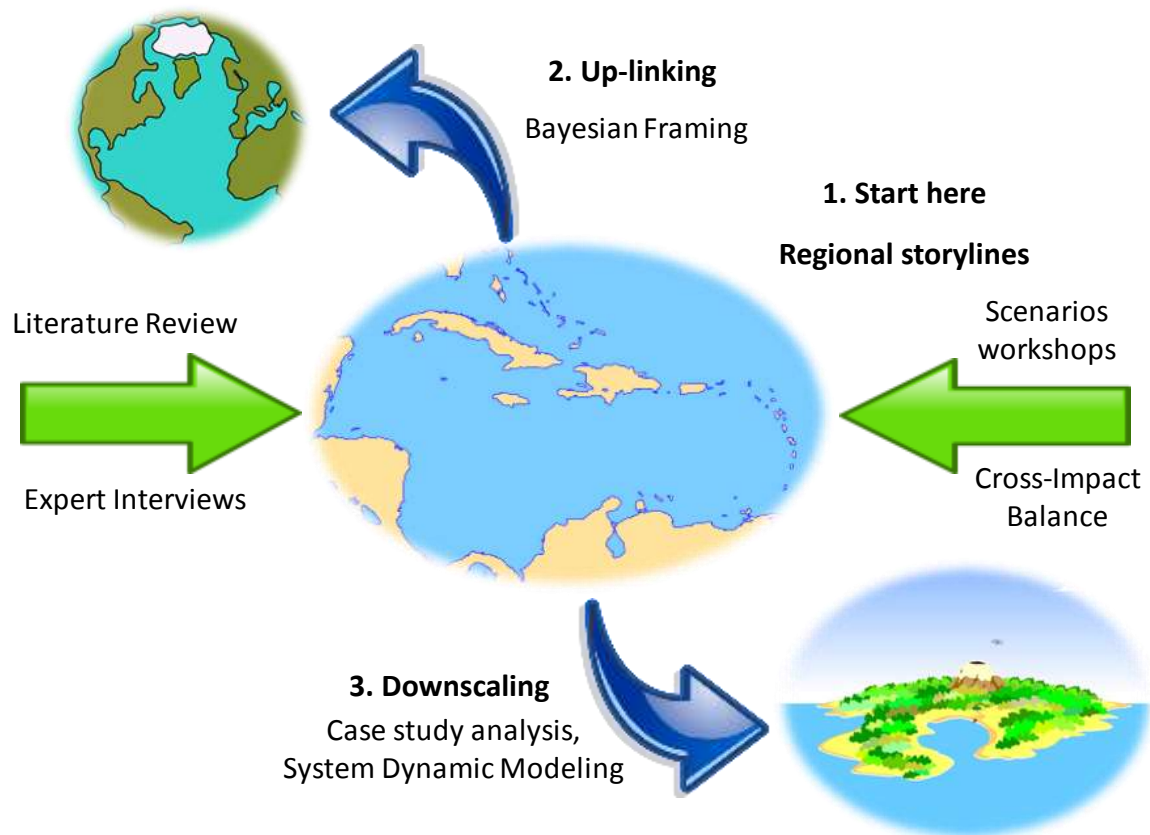 2. Up-linking
Bayesian Framing
1. Start here
Regional storylines
Literature Review
Expert Interviews
Scenarios
workshops
Cross-Impact
Balance
3. Downscaling
Case study analysis,
System Dynamic Modeling